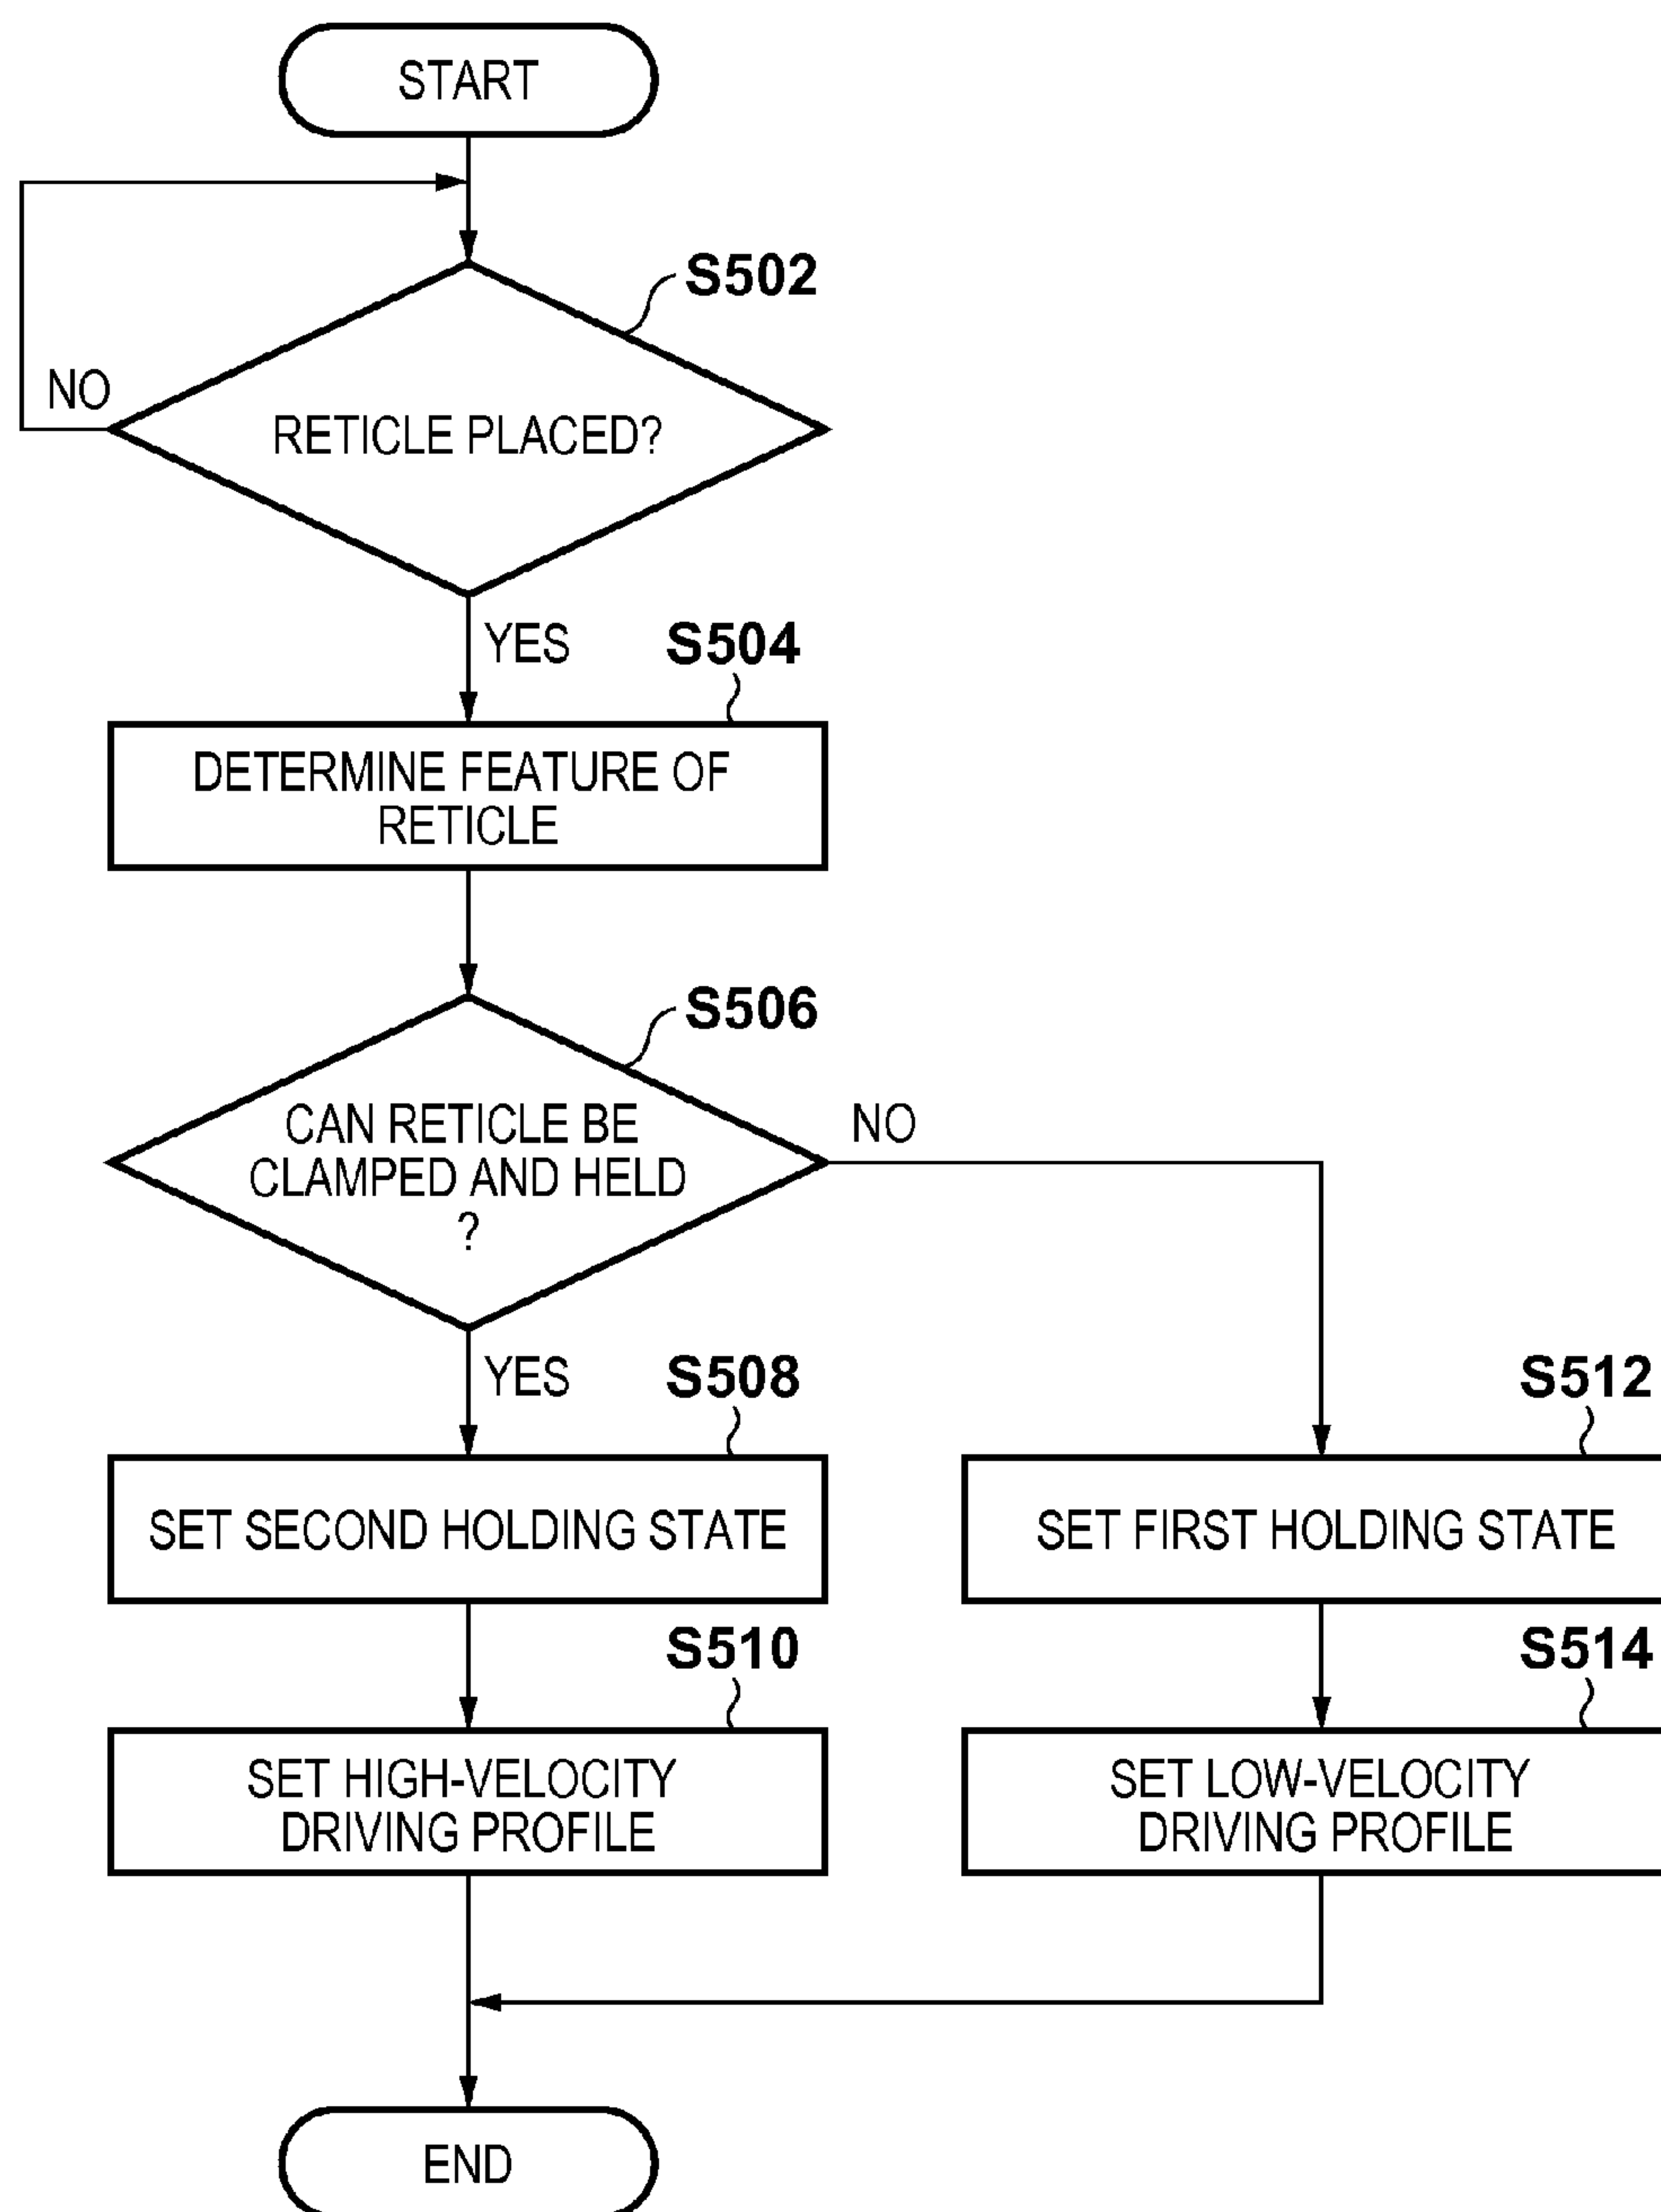 START
S502
NO
RETICLE PLACED?
YES
S504
DETERMINE FEATURE OF
RETICLE
S506
CAN RETICLE BE
CLAMPED AND HELD
?
NO
YES
S508
S512
SET SECOND HOLDING STATE
SET FIRST HOLDING STATE
S510
S514
SET HIGH-VELOCITY
DRIVING PROFILE
SET LOW-VELOCITY
DRIVING PROFILE
END